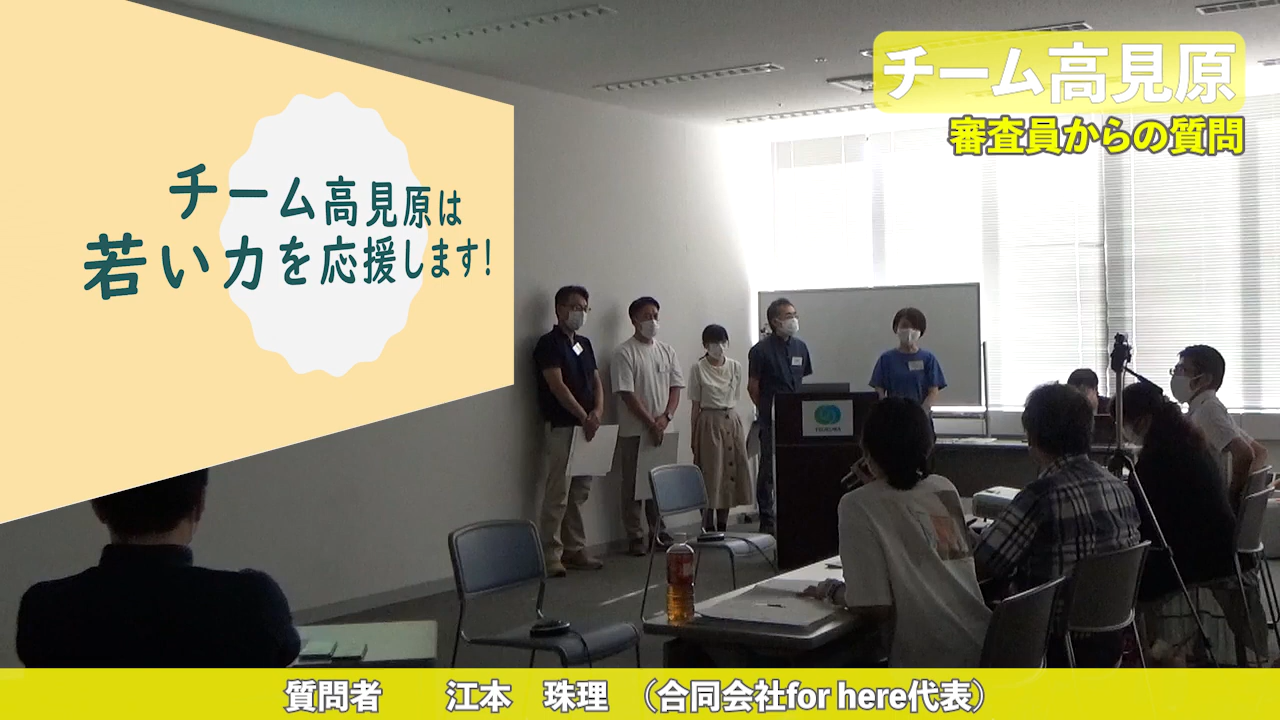 チーム高見原
審査員からの質問
チーム高見原は
若い力を応援します!
質問者 江本 珠理 （合同会社for here代表）